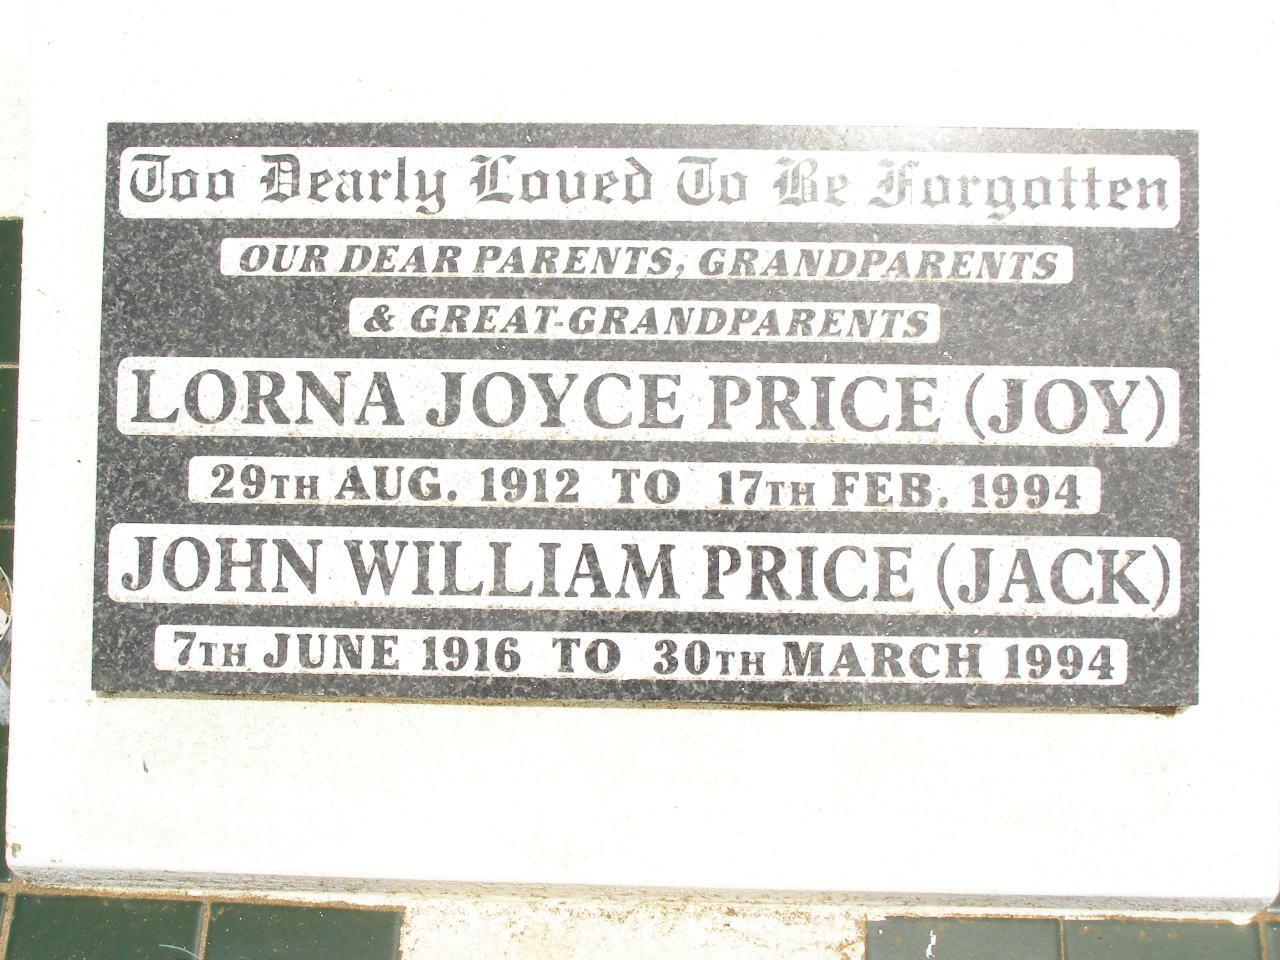 Too Dearly Loved To Be Forgotten
OUR DEAR PARENTS, GRANDPARENTS
& GREAT-GRANDPARENTS
LORNA JOYCE PRICE (JOY)
29TH AUG. 1912 TO 17TH FEB. 1994
JOHN WILLIAM PRICE (JACK)
7TH JUNE 1916 TO 30TH MARCH 1994